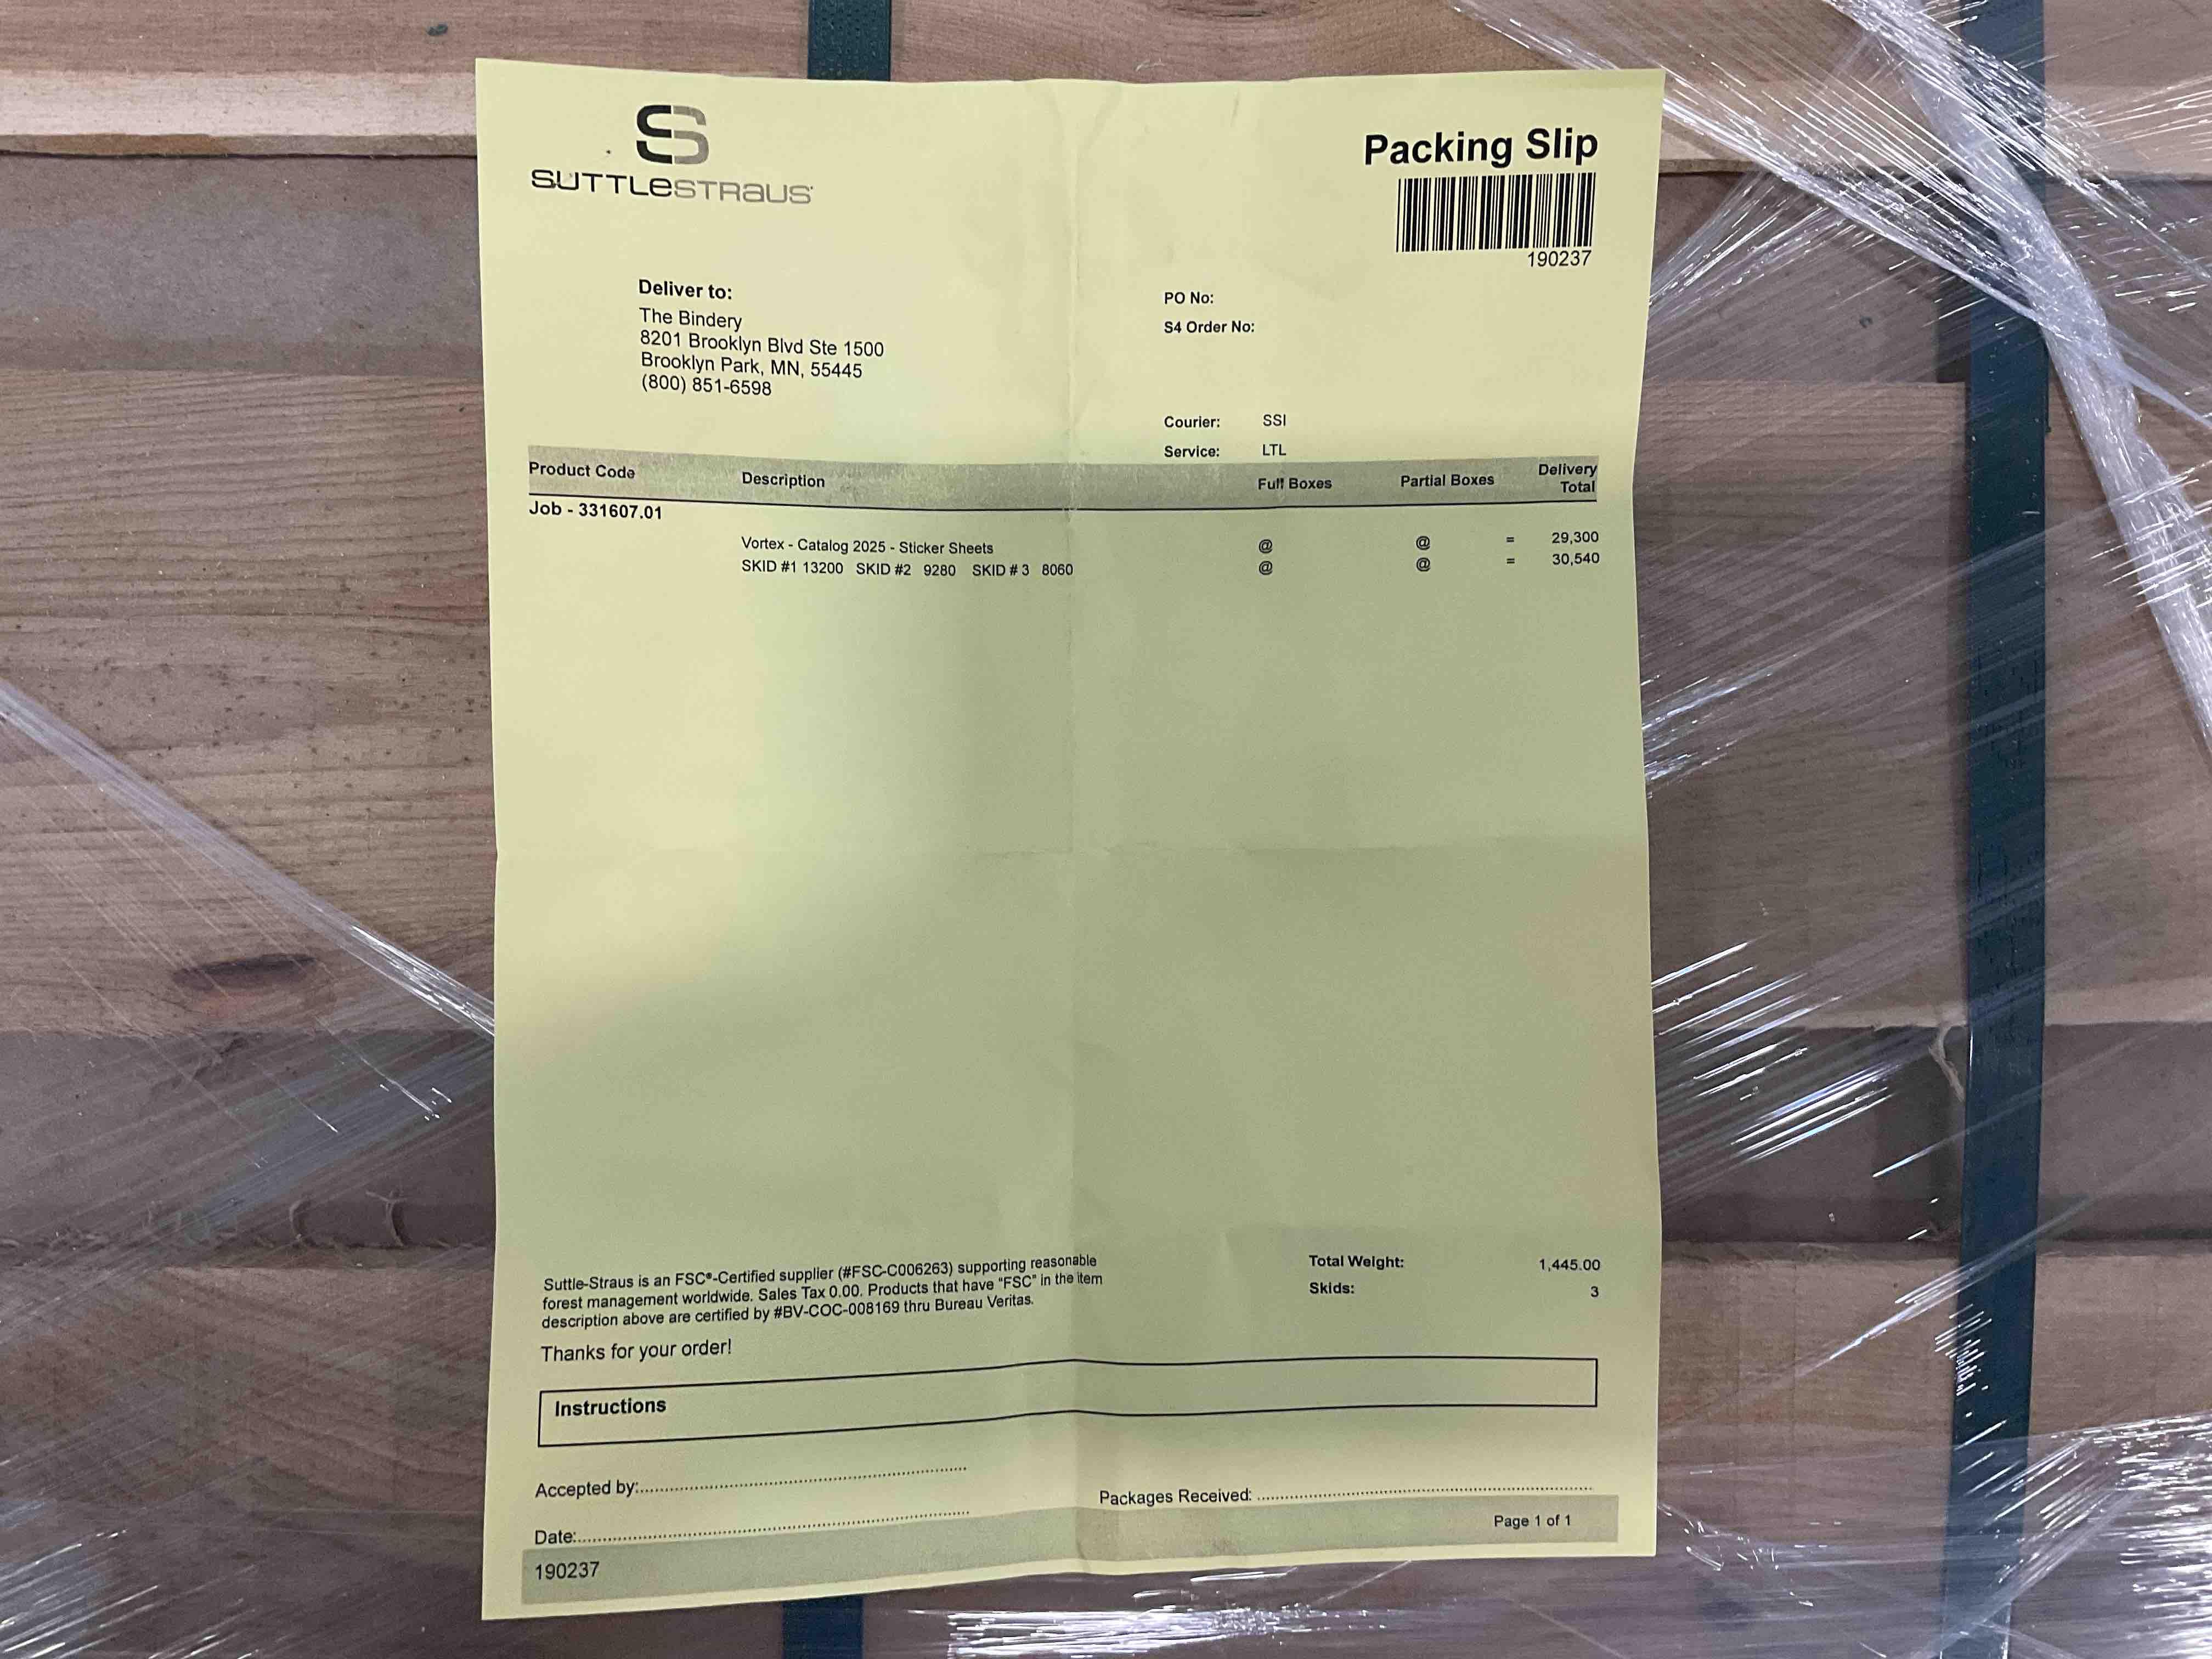 SUTTLESTRAUS
Packing Slip
190237
Deliver to:
The Bindery
8201 Brooklyn Blvd Ste 1500
Brooklyn Park, MN, 55445
(800) 851-6598
PO No:
S4 Order No:
Courier: SSI
Service: LTL
Product Code Description Full Boxes Partial Boxes Delivery Total
Job - 331607.01
Vortex - Catalog 2025 - Sticker Sheets @ @ = 29,300
SKID #1 13200 SKID #2 9280 SKID # 3 8060 @ @ = 30,540
Suttle-Straus is an FSC®-Certified supplier (#FSC-C006263) supporting reasonable
forest management worldwide. Sales Tax 0.00. Products that have "FSC" in the item
description above are certified by #BV-COC-008169 thru Bureau Veritas.
Thanks for your order!
Total Weight: 1,445.00
Skids: 3
Instructions
Accepted by:
Packages Received:
Date:
Page 1 of 1
190237